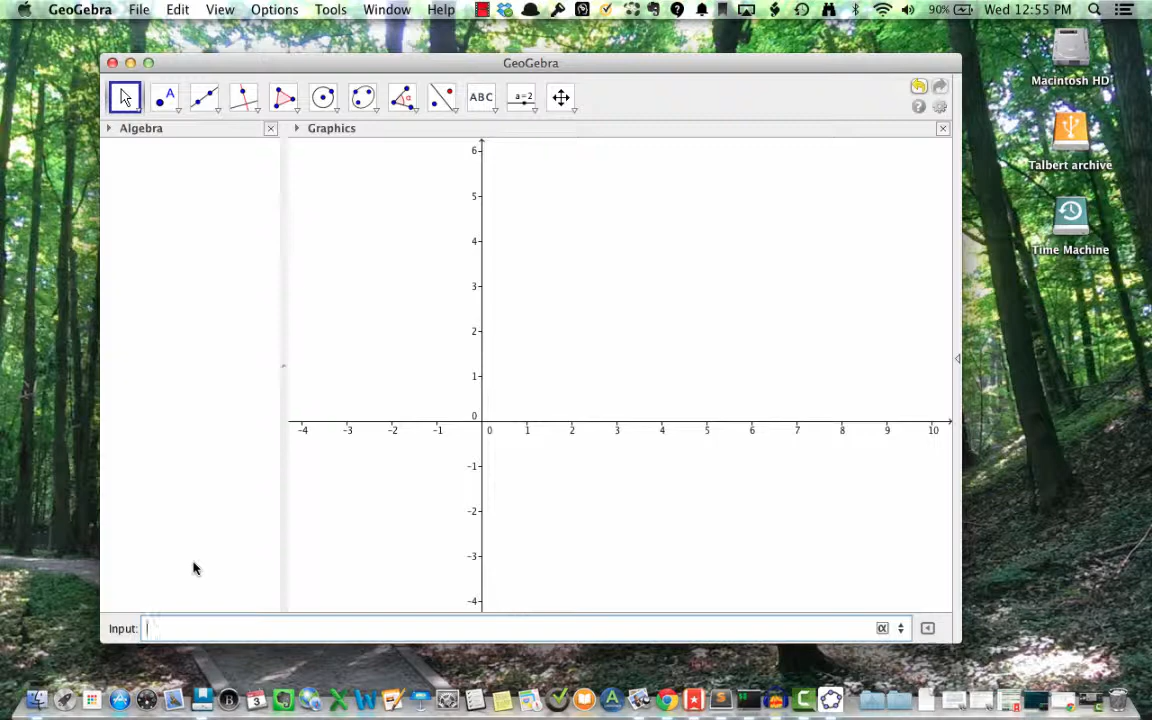 GeoGebra File Edit View Options Tools Window Help 90% Wed 12:55 PM
GeoGebra
Macintosh HD
A ABC a=2
Algebra Graphics
Talbert archive
Time Machine
6
5
4
3
2
1
0
-4 -3 -2 -1 0 1 2 3 4 5 6 7 8 9 10
-1
-2
-3
-4
Input: α